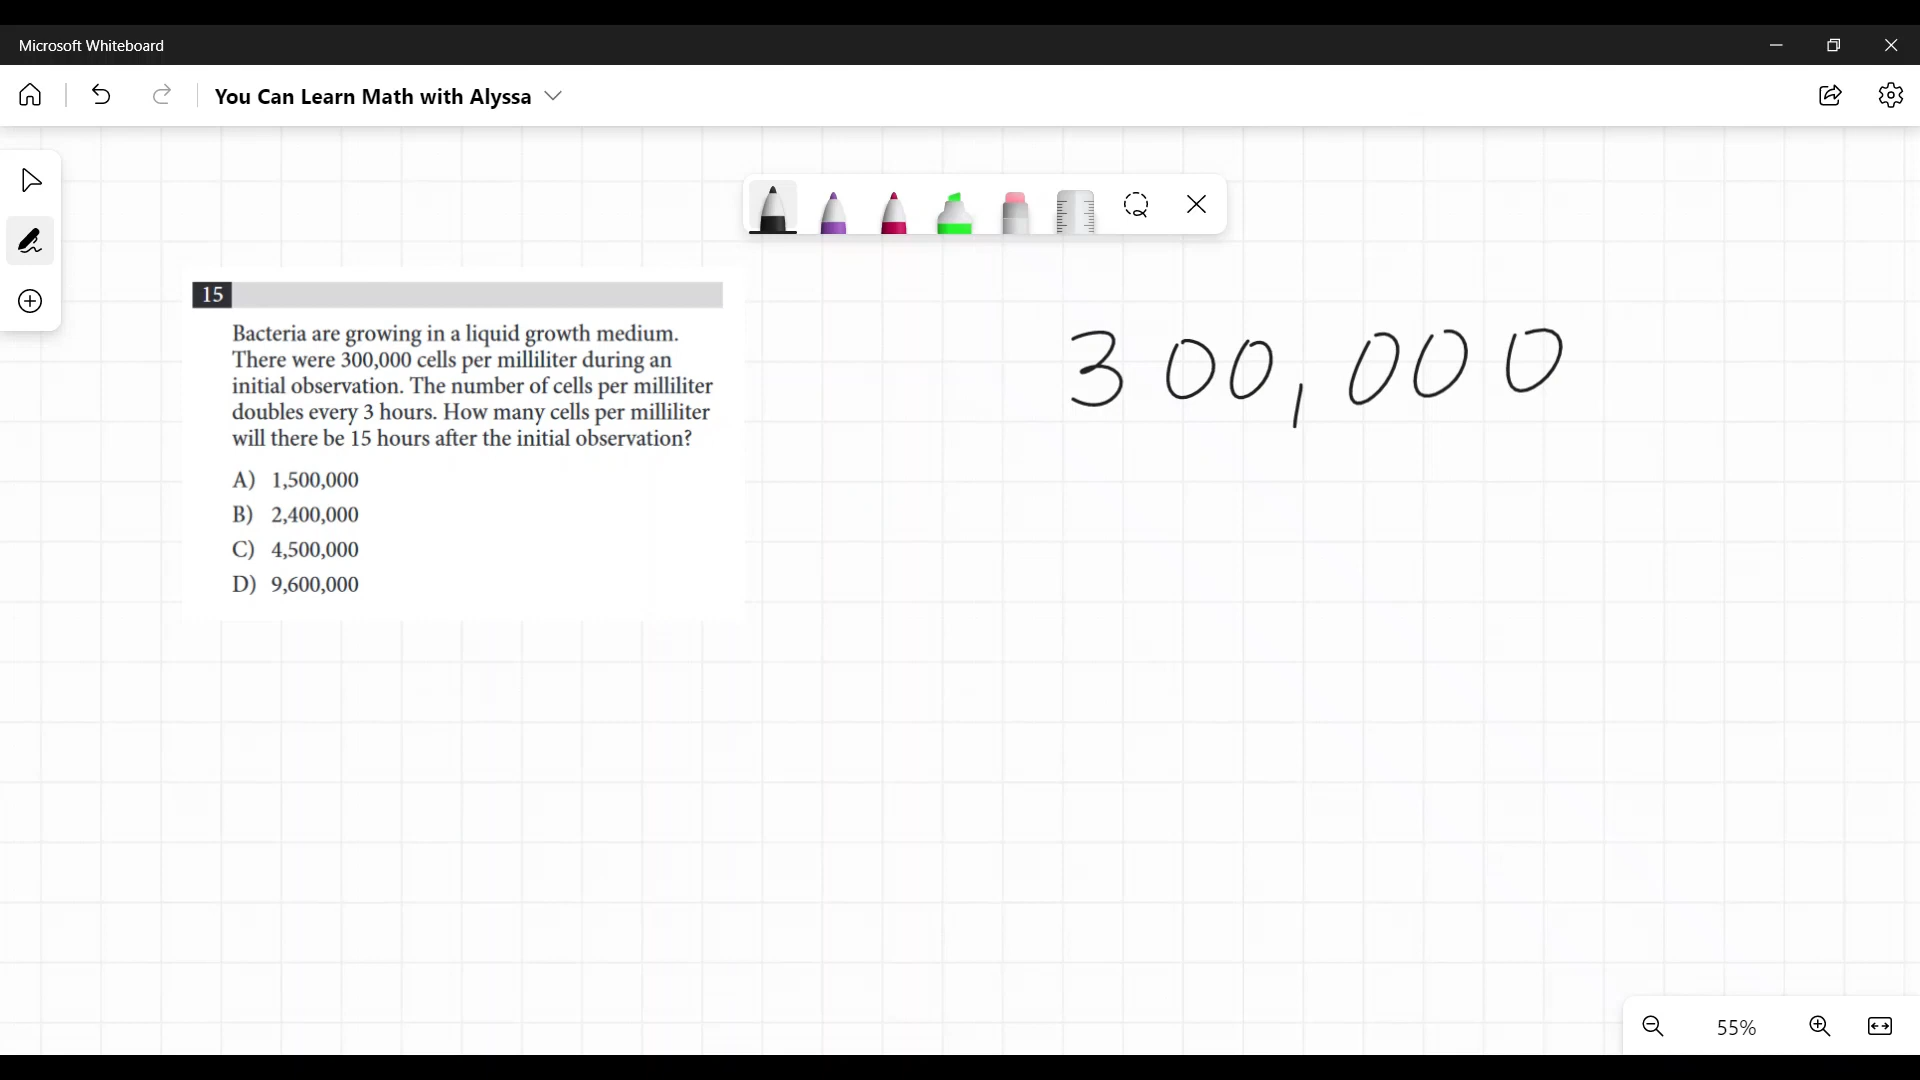 Microsoft Whiteboard
You Can Learn Math with Alyssa
15
Bacteria are growing in a liquid growth medium.
There were 300,000 cells per milliliter during an
initial observation. The number of cells per milliliter
doubles every 3 hours. How many cells per milliliter
will there be 15 hours after the initial observation?
A) 1,500,000
B) 2,400,000
C) 4,500,000
D) 9,600,000
300,000
55%